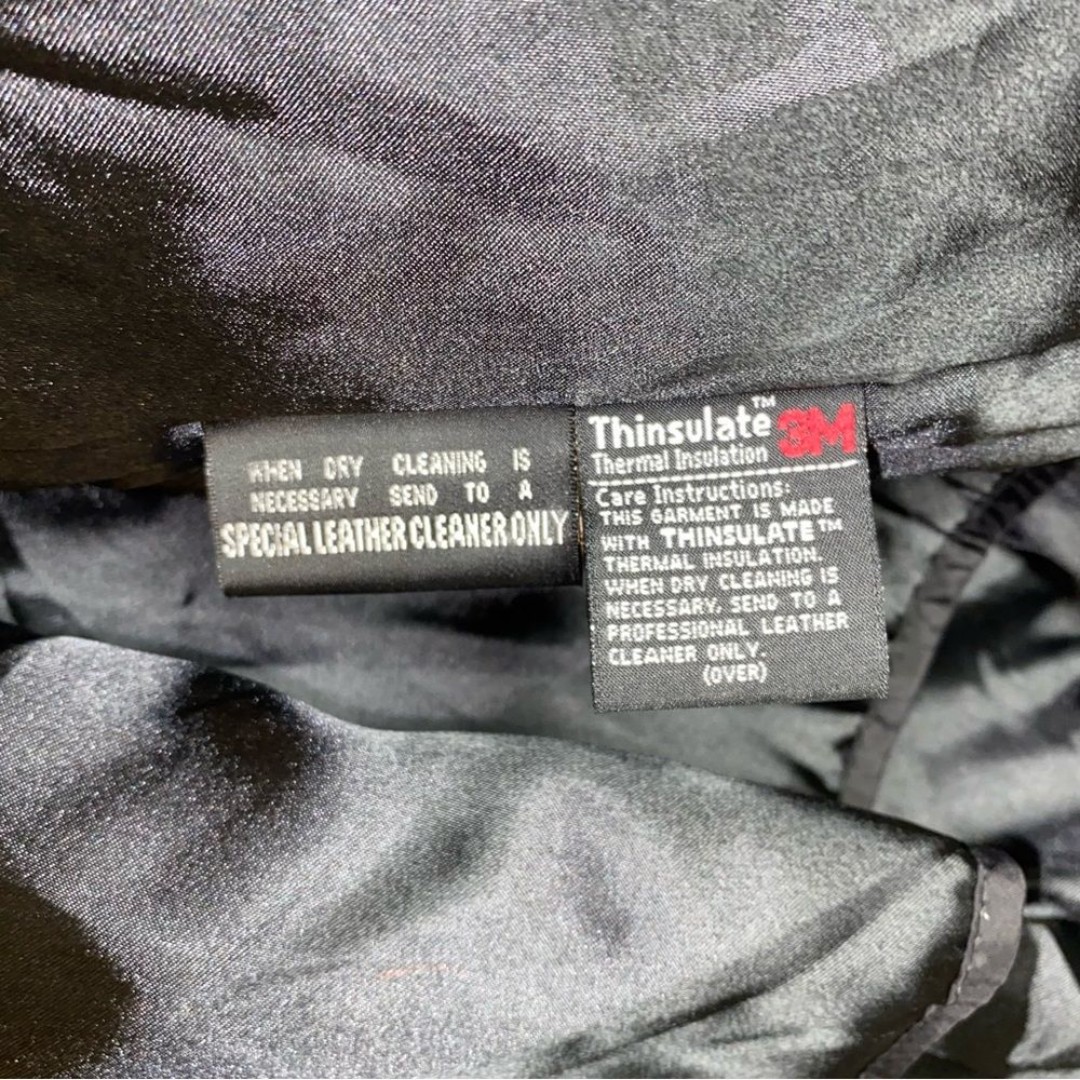 WHEN DRY CLEANING IS
NECESSARY SEND TO A
SPECIAL LEATHER CLEANER ONLY
Thinsulate™ 3M
Thermal Insulation
Care Instructions:
THIS GARMENT IS MADE
WITH THINSULATE™
THERMAL INSULATION.
WHEN DRY CLEANING IS
NECESSARY, SEND TO A
PROFESSIONAL LEATHER
CLEANER ONLY.
(OVER)